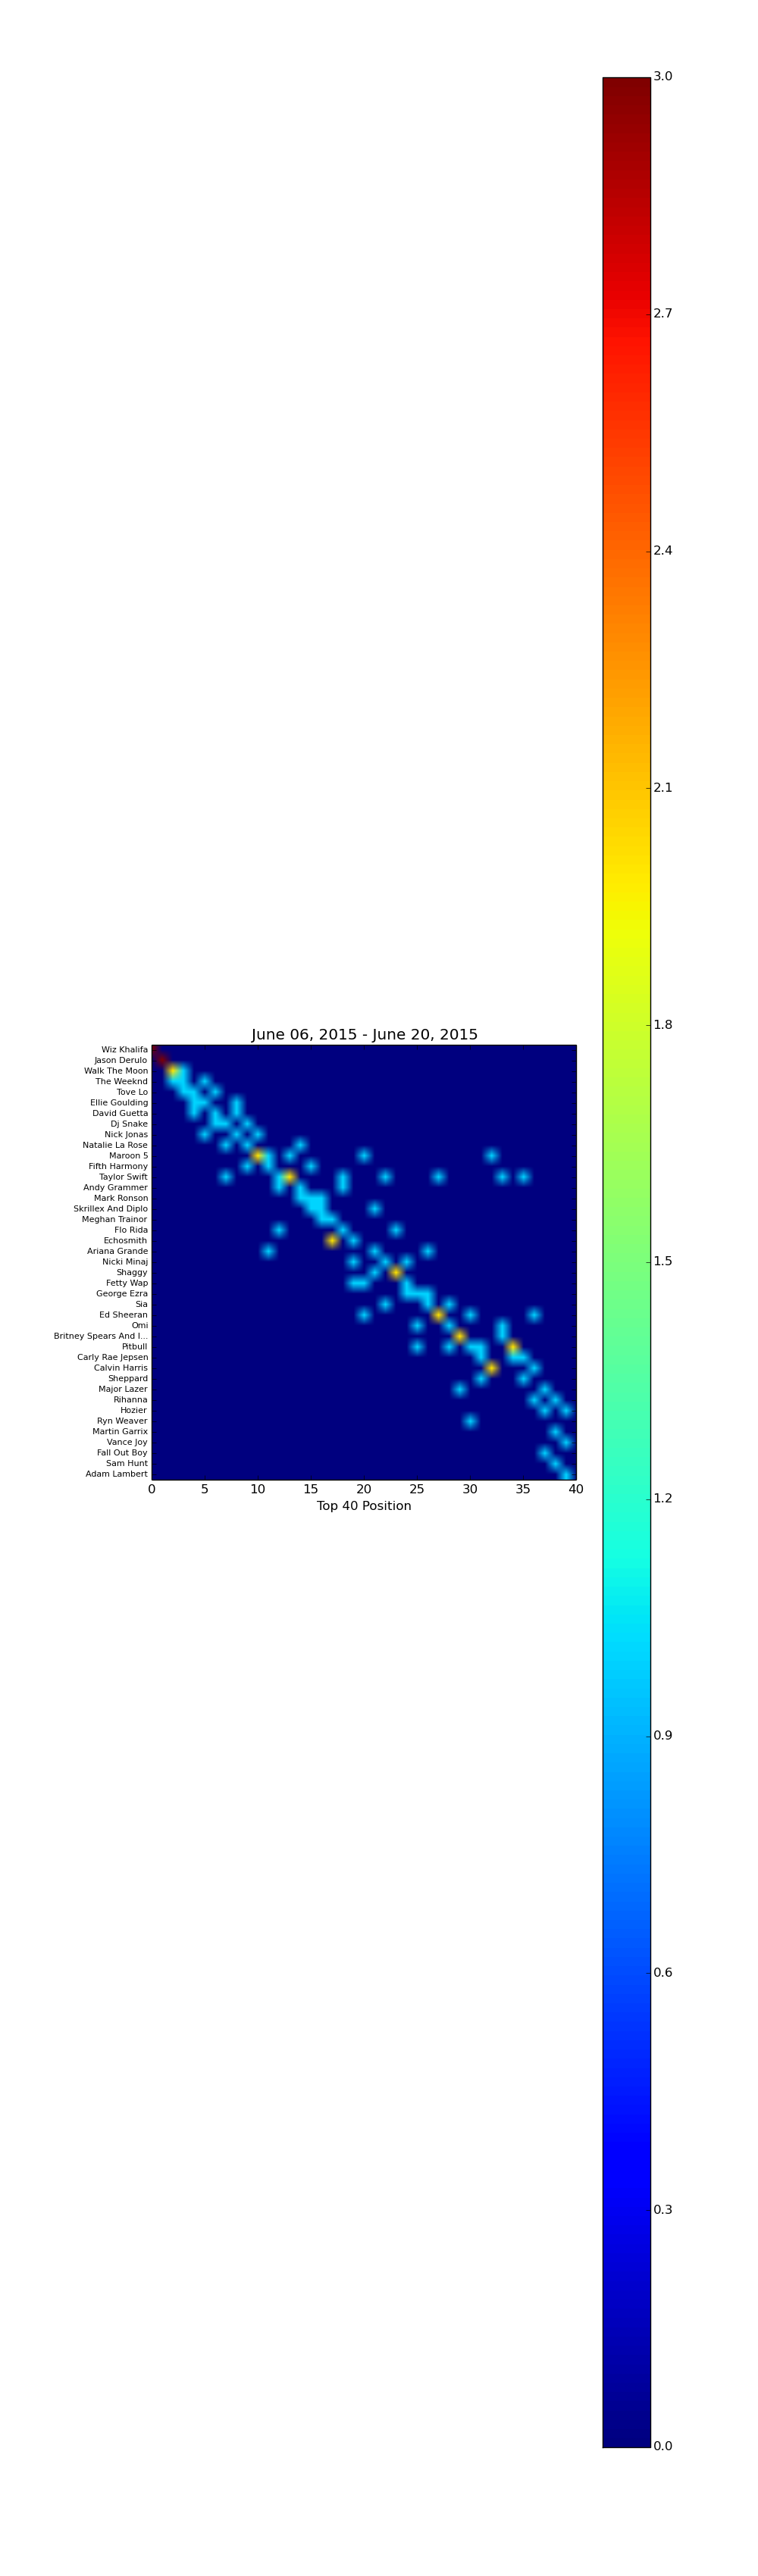 June 06, 2015 - June 20, 2015
Wiz Khalifa
Jason Derulo
Walk The Moon
The Weeknd
Tove Lo
Ellie Goulding
David Guetta
Dj Snake
Nick Jonas
Natalie La Rose
Maroon 5
Fifth Harmony
Taylor Swift
Andy Grammer
Mark Ronson
Skrillex And Diplo
Meghan Trainor
Flo Rida
Echosmith
Ariana Grande
Nicki Minaj
Shaggy
Fetty Wap
George Ezra
Sia
Ed Sheeran
Omi
Britney Spears And I...
Pitbull
Carly Rae Jepsen
Calvin Harris
Sheppard
Major Lazer
Rihanna
Hozier
Ryn Weaver
Martin Garrix
Vance Joy
Fall Out Boy
Sam Hunt
Adam Lambert
0 5 10 15 20 25 30 35 40
Top 40 Position
3.0
2.7
2.4
2.1
1.8
1.5
1.2
0.9
0.6
0.3
0.0